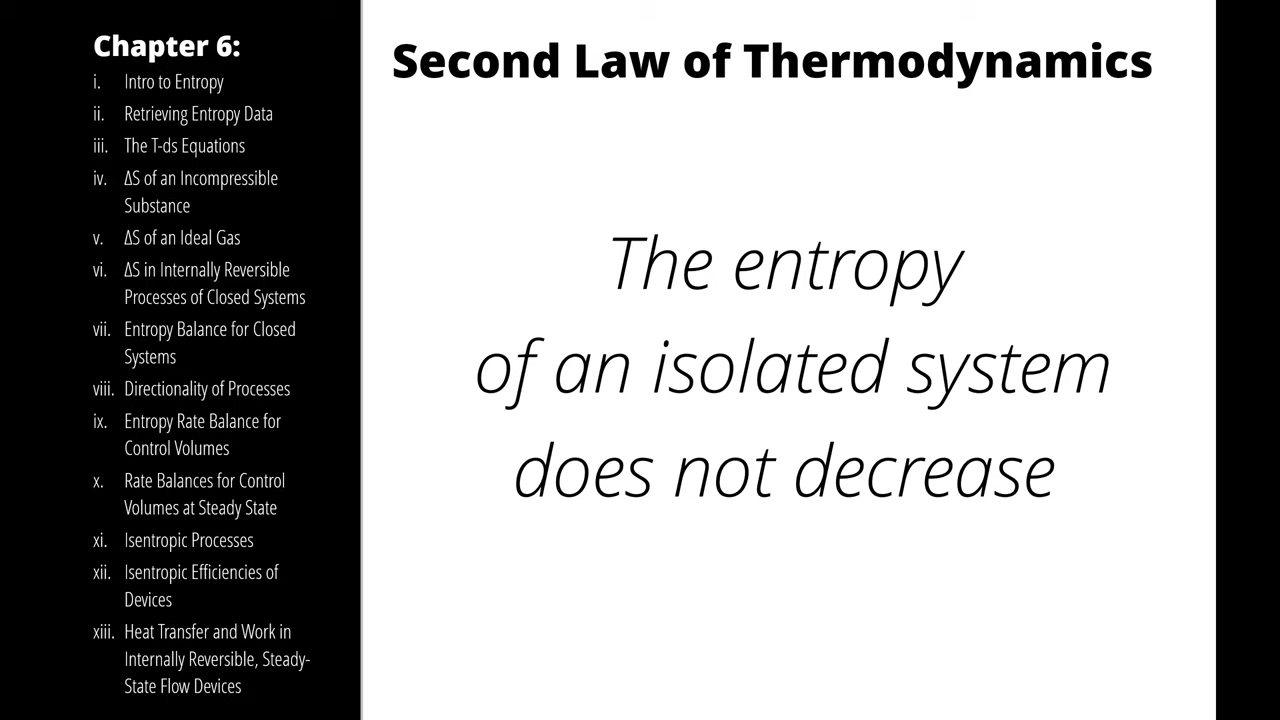 Chapter 6:
i. Intro to Entropy
ii. Retrieving Entropy Data
iii. The T-ds Equations
iv. ΔS of an Incompressible
Substance
v. ΔS of an Ideal Gas
vi. ΔS in Internally Reversible
Processes of Closed Systems
vii. Entropy Balance for Closed
Systems
viii. Directionality of Processes
ix. Entropy Rate Balance for
Control Volumes
x. Rate Balances for Control
Volumes at Steady State
xi. Isentropic Processes
xii. Isentropic Efficiencies of
Devices
xiii. Heat Transfer and Work in
Internally Reversible, Steady-
State Flow Devices
Second Law of Thermodynamics
The entropy
of an isolated system
does not decrease